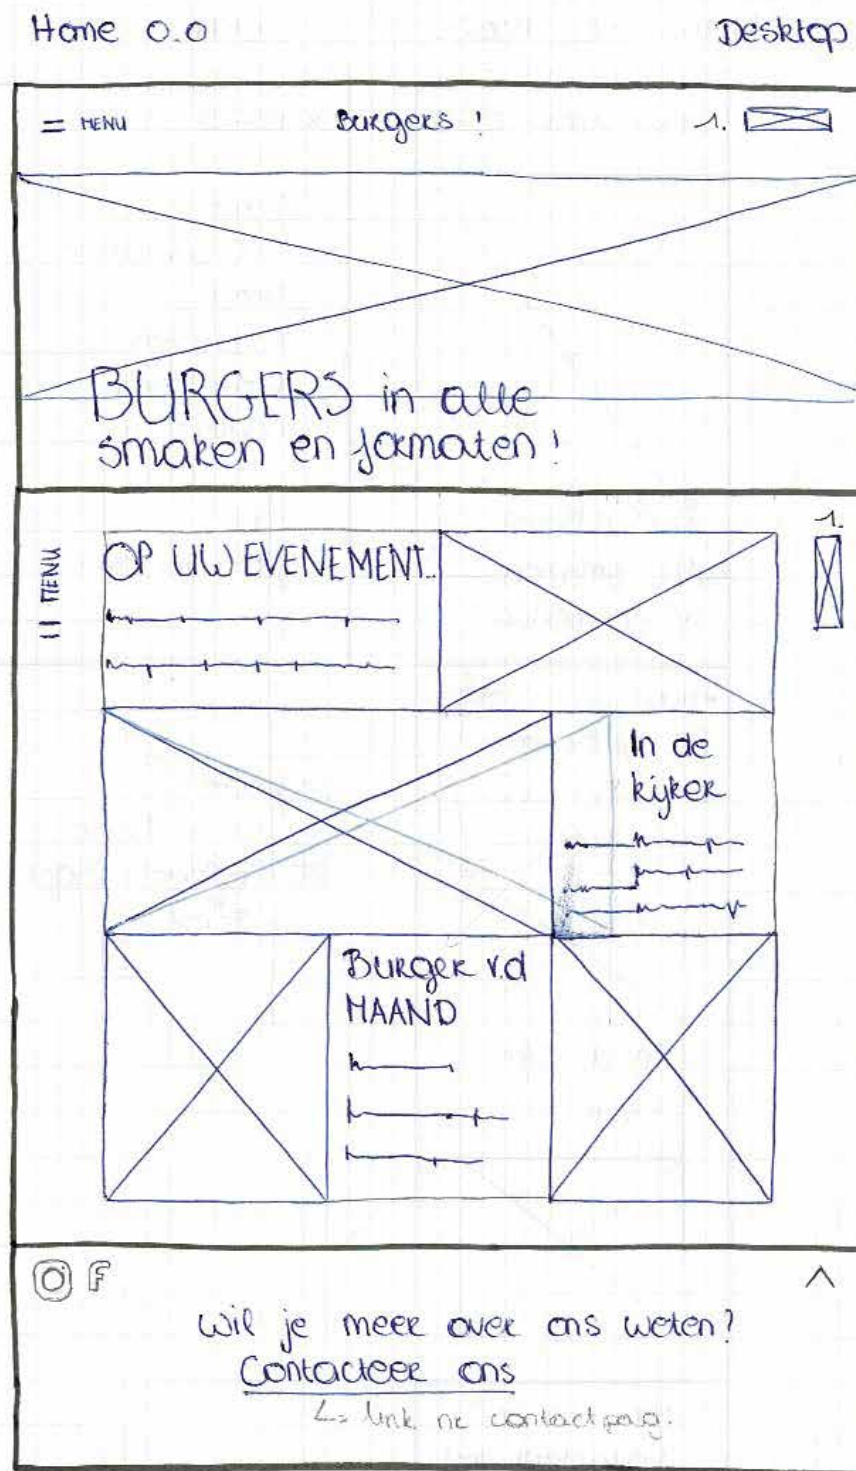 Home 0.0
Desktop
MENU
Burgers !
1.
BURGERS in alle
smaken en formaten !
MENU
OP UW EVENEMENT..
1.
In de
kijker
Burger v.d
MAAND
F
Wil je meer over ons weten?
Contacteer ons
link nr contactpag.